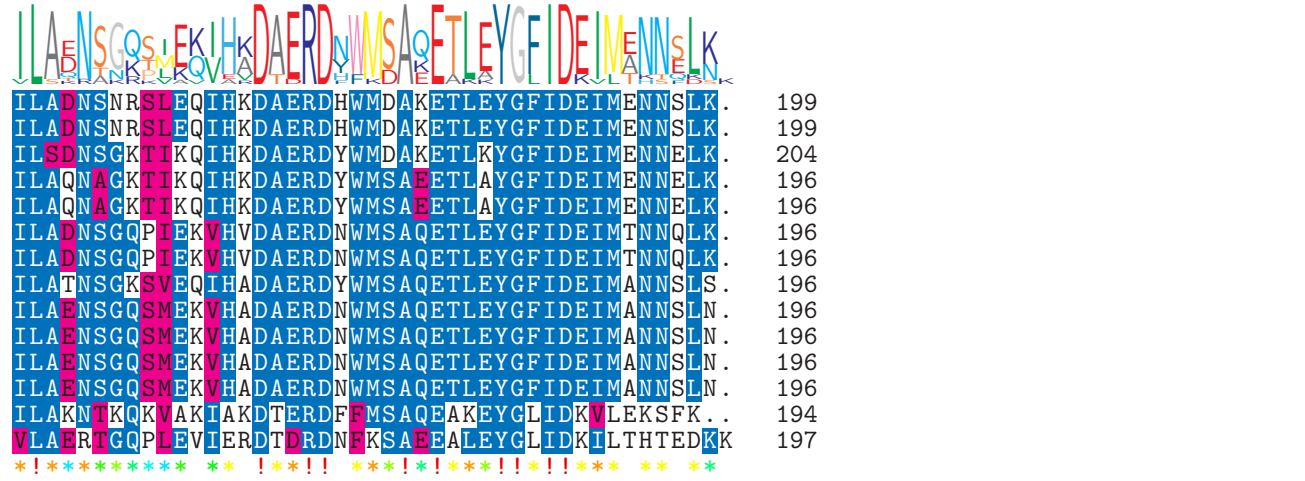 ILAENSGQSIEKIHKDAERDNWMSAQETLEYGFIDEIMENNSLK
ILADNSNRSLEQIHKDAERDHWMDAKETLEYGFIDEIMENNSLK. 199
ILADNSNRSLEQIHKDAERDHWMDAKETLEYGFIDEIMENNSLK. 199
ILSDNSGKTIKQIHKDAERDYWMDAKETLKYGFIDEIMENNELK. 204
ILAQNAGKTIKQIHKDAERDYWMSAEETLAYGFIDEIMENNELK. 196
ILAQNAGKTIKQIHKDAERDYWMSAEETLAYGFIDEIMENNELK. 196
ILADNSGQPIEKVHVDAERDNWMSAQETLEYGFIDEIMTNNQLK. 196
ILADNSGQPIEKVHVDAERDNWMSAQETLEYGFIDEIMTNNQLK. 196
ILATNSGKSVEQIHADAERDYWMSAQETLEYGFIDEIMANNSLS. 196
ILAENSGQSMEKVHADAERDNWMSAQETLEYGFIDEIMANNSLN. 196
ILAENSGQSMEKVHADAERDNWMSAQETLEYGFIDEIMANNSLN. 196
ILAENSGQSMEKVHADAERDNWMSAQETLEYGFIDEIMANNSLN. 196
ILAENSGQSMEKVHADAERDNWMSAQETLEYGFIDEIMANNSLN. 196
ILAKNTKQKVAKIAKDTERDFFMSAQEAKEYGLIDKVLEKSFK.. 194
VLAERTGQPLEVIERDTDRDNFKSAEEALEYGLIDKILTHTEDKK 197
*!********* ** !**!! ***!*!***!!*!!*** ** **